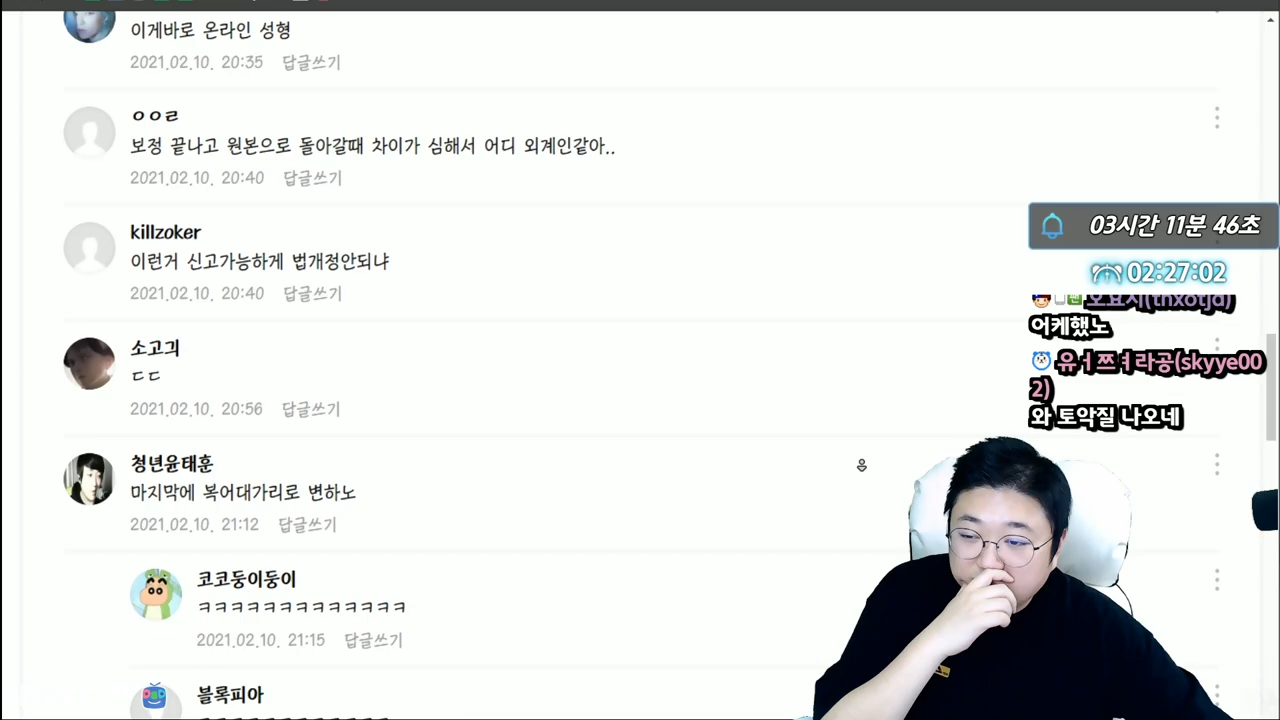 이게바로 온라인 성형
2021.02.10. 20:35 답글쓰기
ㅇㅇㄹ
보정 끝나고 원본으로 돌아갈때 차이가 심해서 어디 외계인같아..
2021.02.10. 20:40 답글쓰기
killzoker
이런거 신고가능하게 법개정안되냐
2021.02.10. 20:40 답글쓰기
소고긔
ㄷㄷ
2021.02.10. 20:56 답글쓰기
청년윤태훈
마지막에 복어대가리로 변하노
2021.02.10. 21:12 답글쓰기
코코둥이둥이
ㅋㅋㅋㅋㅋㅋㅋㅋㅋㅋㅋㅋㅋ
2021.02.10. 21:15 답글쓰기
블록피아
03시간 11분 46초
02:27:02
어케했노
유ㅕ쯔ㅕ라공(skyye00
2)
와 토악질 나오네